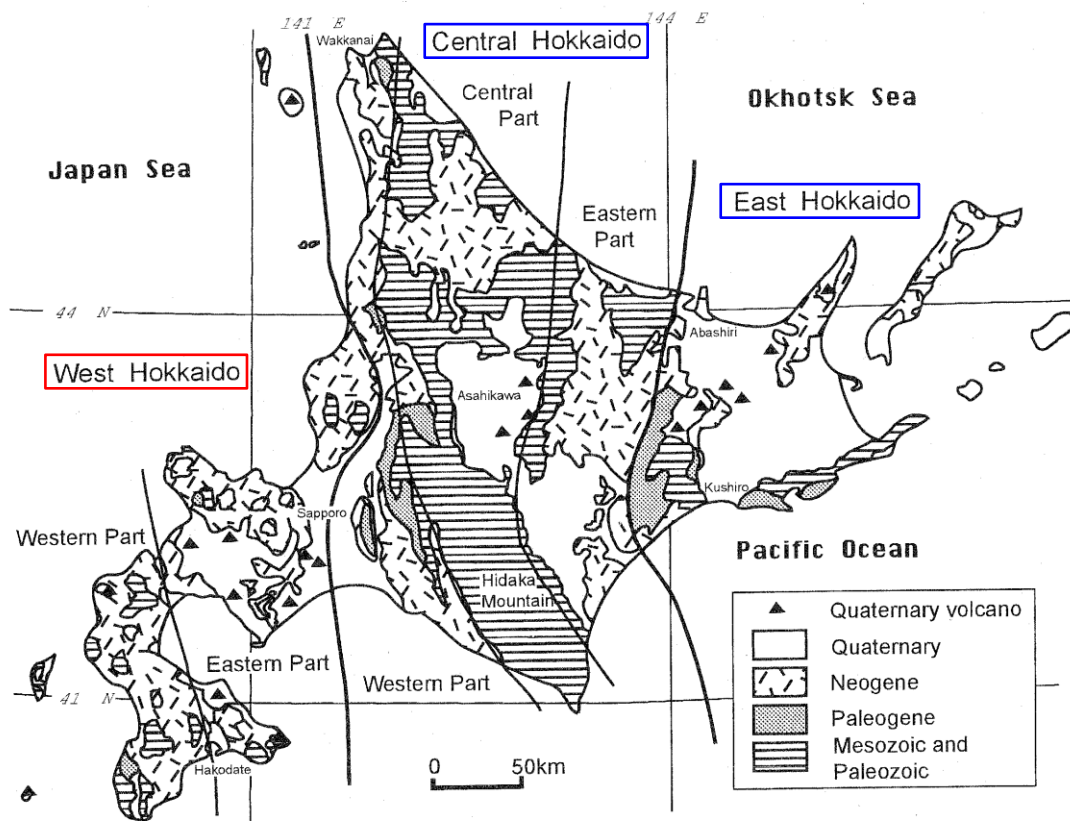 141 E
144 E
Wakkanai
Central Hokkaido
Central
Part
Okhotsk Sea
Japan Sea
East Hokkaido
Eastern
Part
44 N
Abashiri
West Hokkaido
Asahikawa
Kushiro
Sapporo
Western Part
Pacific Ocean
Hidaka
Mountain
Eastern Part
Western Part
41 N
Hakodate
0 50km
Quaternary volcano
Quaternary
Neogene
Paleogene
Mesozoic and
Paleozoic